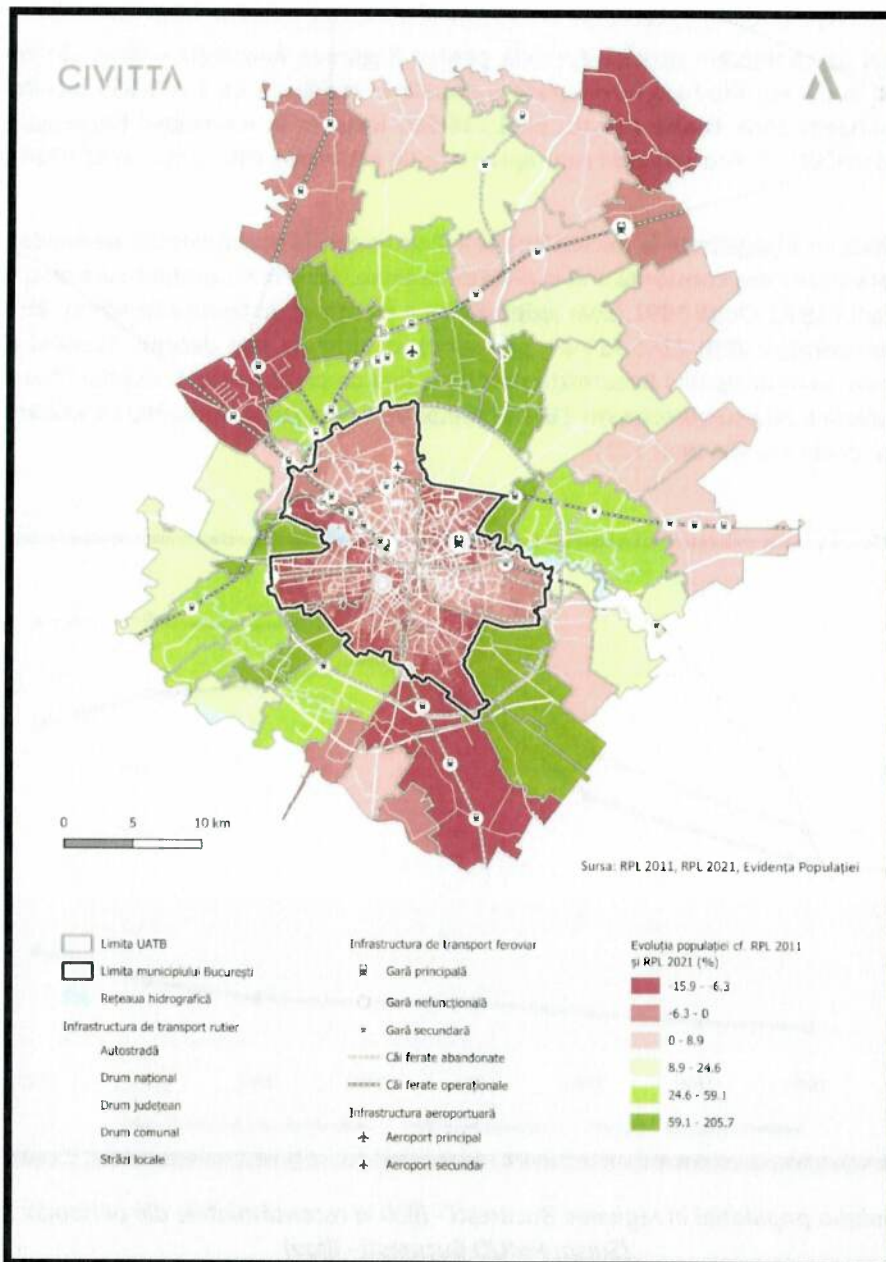 CIVITTA
0 5 10 km
Sursa: RPL 2011, RPL 2021, Evidența Populației
Limita UATB
Limita municipiului București
Rețeaua hidrografică
Infrastructura de transport rutier
Autostradă
Drum național
Drum județean
Drum comunal
Străzi locale
Infrastructura de transport feroviar
Gară principală
Gară nefuncțională
Gară secundară
Căi ferate abandonate
Căi ferate operaționale
Infrastructura aeroportuară
Aeroport principal
Aeroport secundar
Evoluția populației cf. RPL 2011
și RPL 2021 (%)
-15.9 - -6.3
-6.3 - 0
0 - 8.9
8.9 - 24.6
24.6 - 59.1
59.1 - 205.7